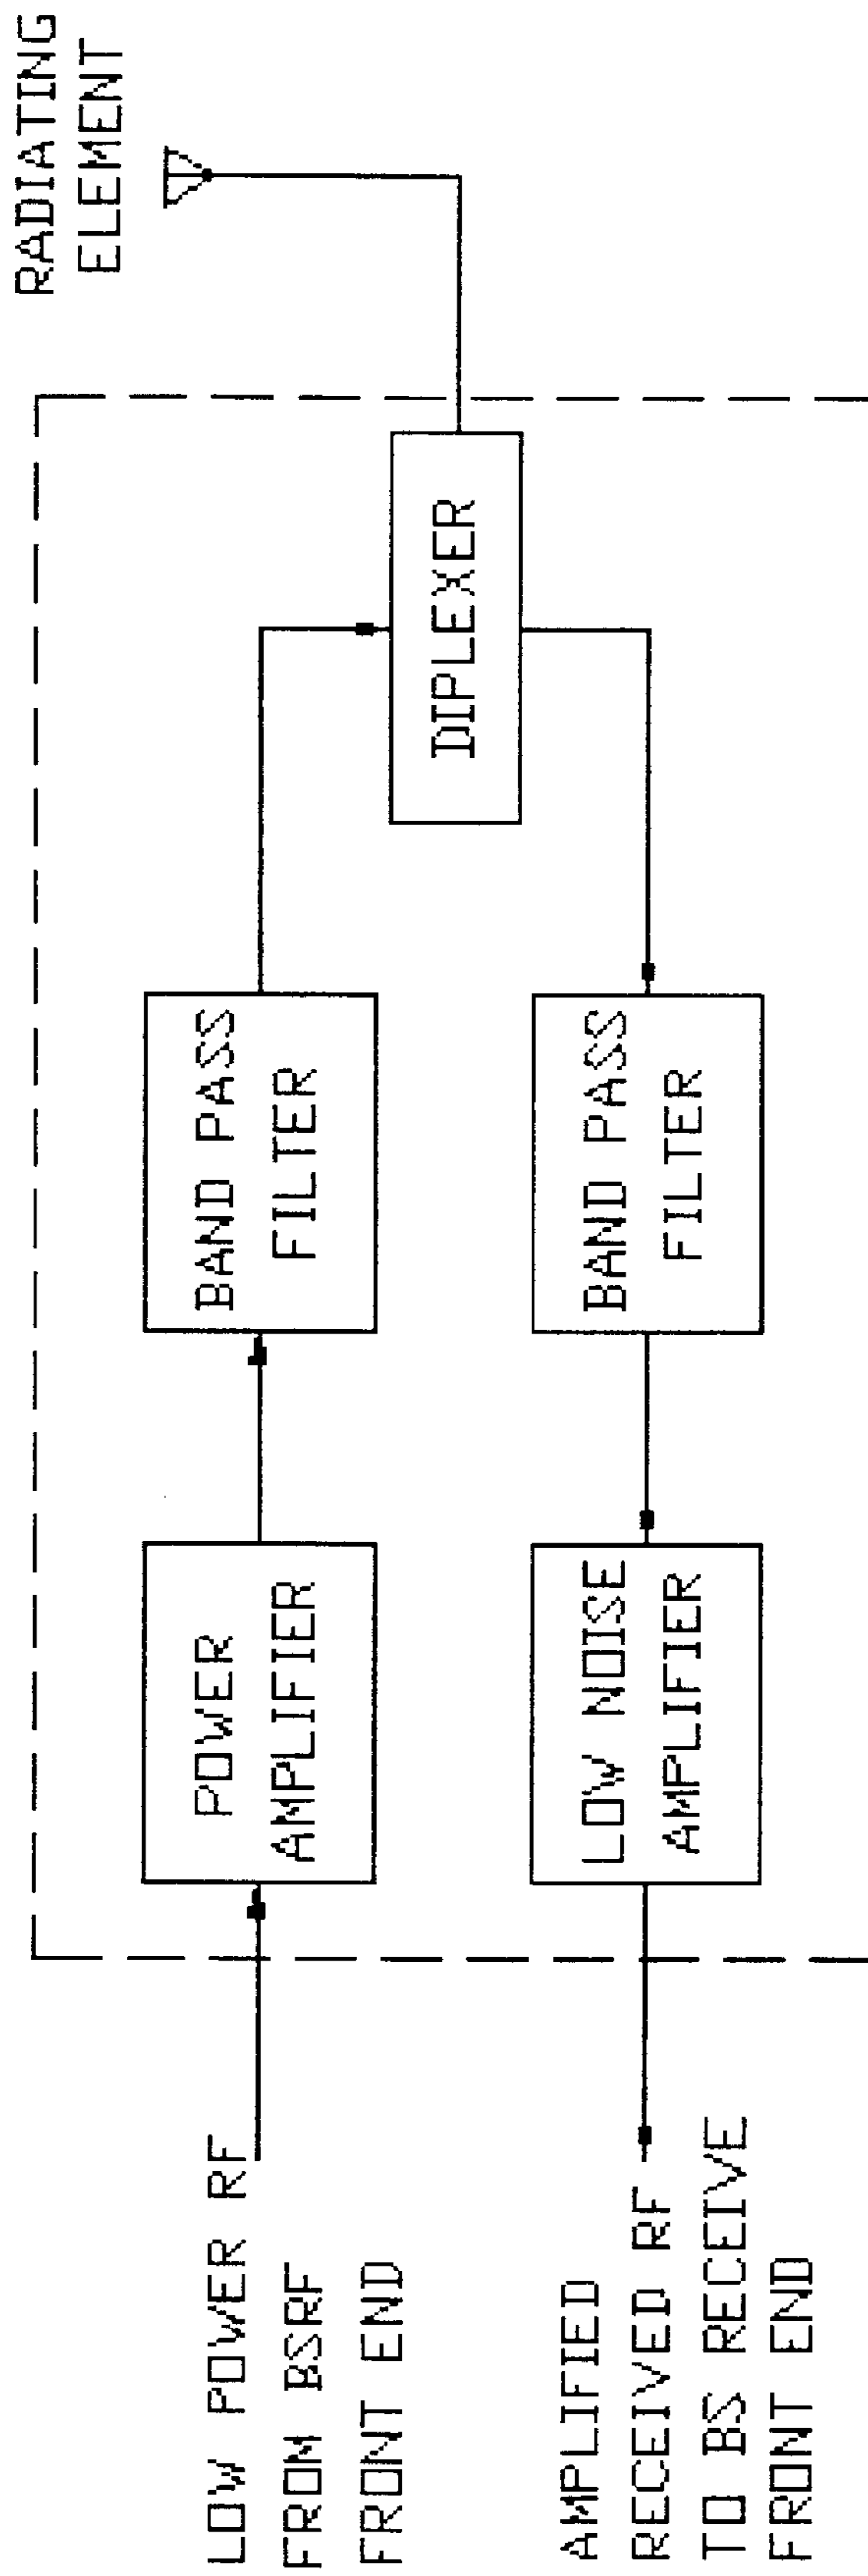 LOW POWER RF
FROM BSRF
FRONT END
POWER
AMPLIFIER
BAND PASS
FILTER
DIPLEXER
RADIATING
ELEMENT
BAND PASS
FILTER
LOW NOISE
AMPLIFIER
AMPLIFIED
RECEIVED RF
TO BS RECEIVE
FRONT END